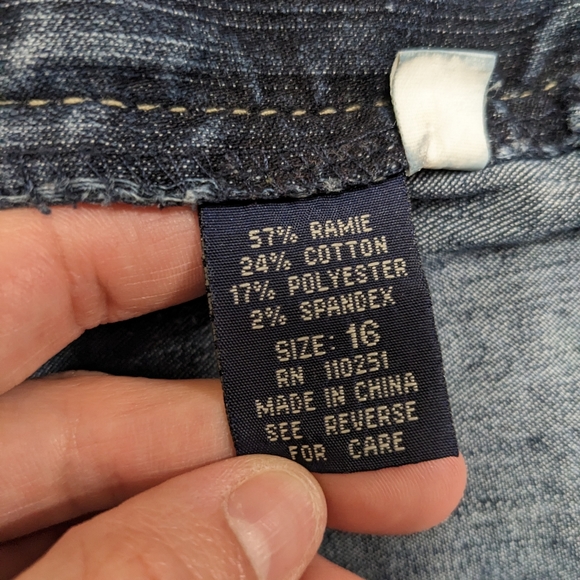 57% RAMIE
24% COTTON
17% POLYESTER
2% SPANDEX
SIZE: 16
RN 110251
MADE IN CHINA
SEE REVERSE
FOR CARE